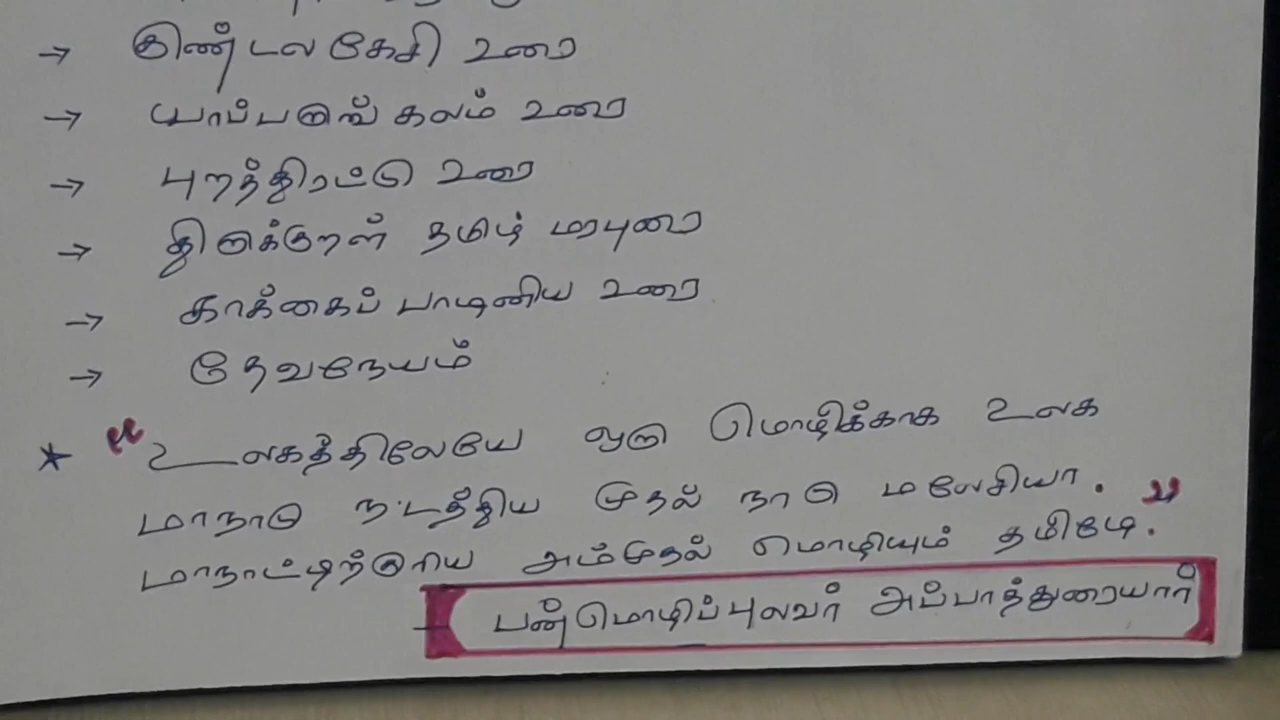 → குண்டலகேசி உரை
→ யாப்பருங்கலம் உரை
→ புறத்திரட்டு உரை
→ திருக்குறள் தமிழ் மரபுரை
→ காக்கைப் பாடினிய உரை
→ தேவநேயம்
* "உலகத்திலேயே ஒரு மொழிக்காக உலக
மாநாடு நடத்திய முதல் நாடு மலேசியா.
மாநாட்டிற்குரிய அம்முதல் மொழியும் தமிழே."
- பன்மொழிப்புலவர் அப்பாத்துரையார்